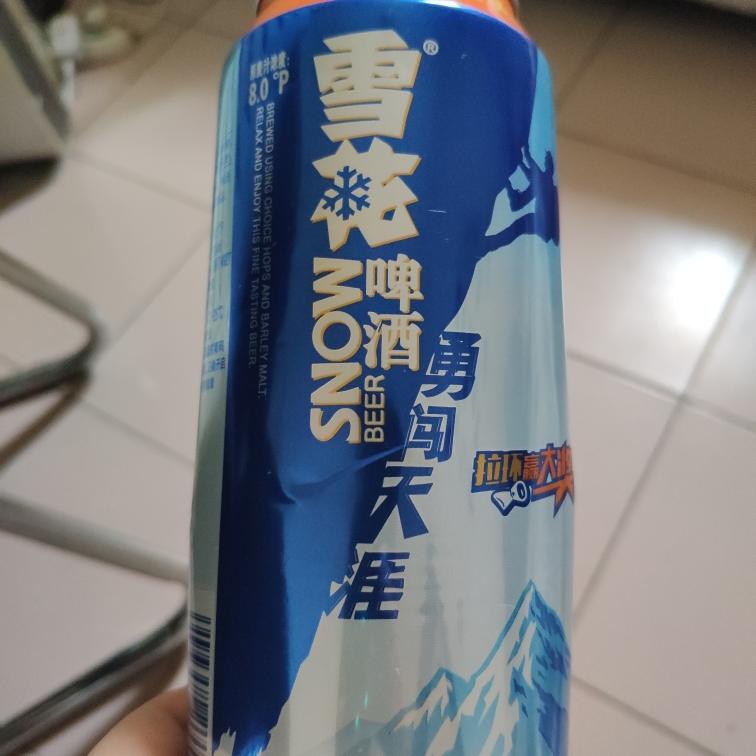 雪花®
SNOW
啤酒
BEER
勇闯天涯
原麦汁浓度:
8.0 °P
BREWED USING CHOICE HOPS AND BARLEY MALT.
RELAX AND ENJOY THIS FINE TASTING BEER.
拉环赢大奖